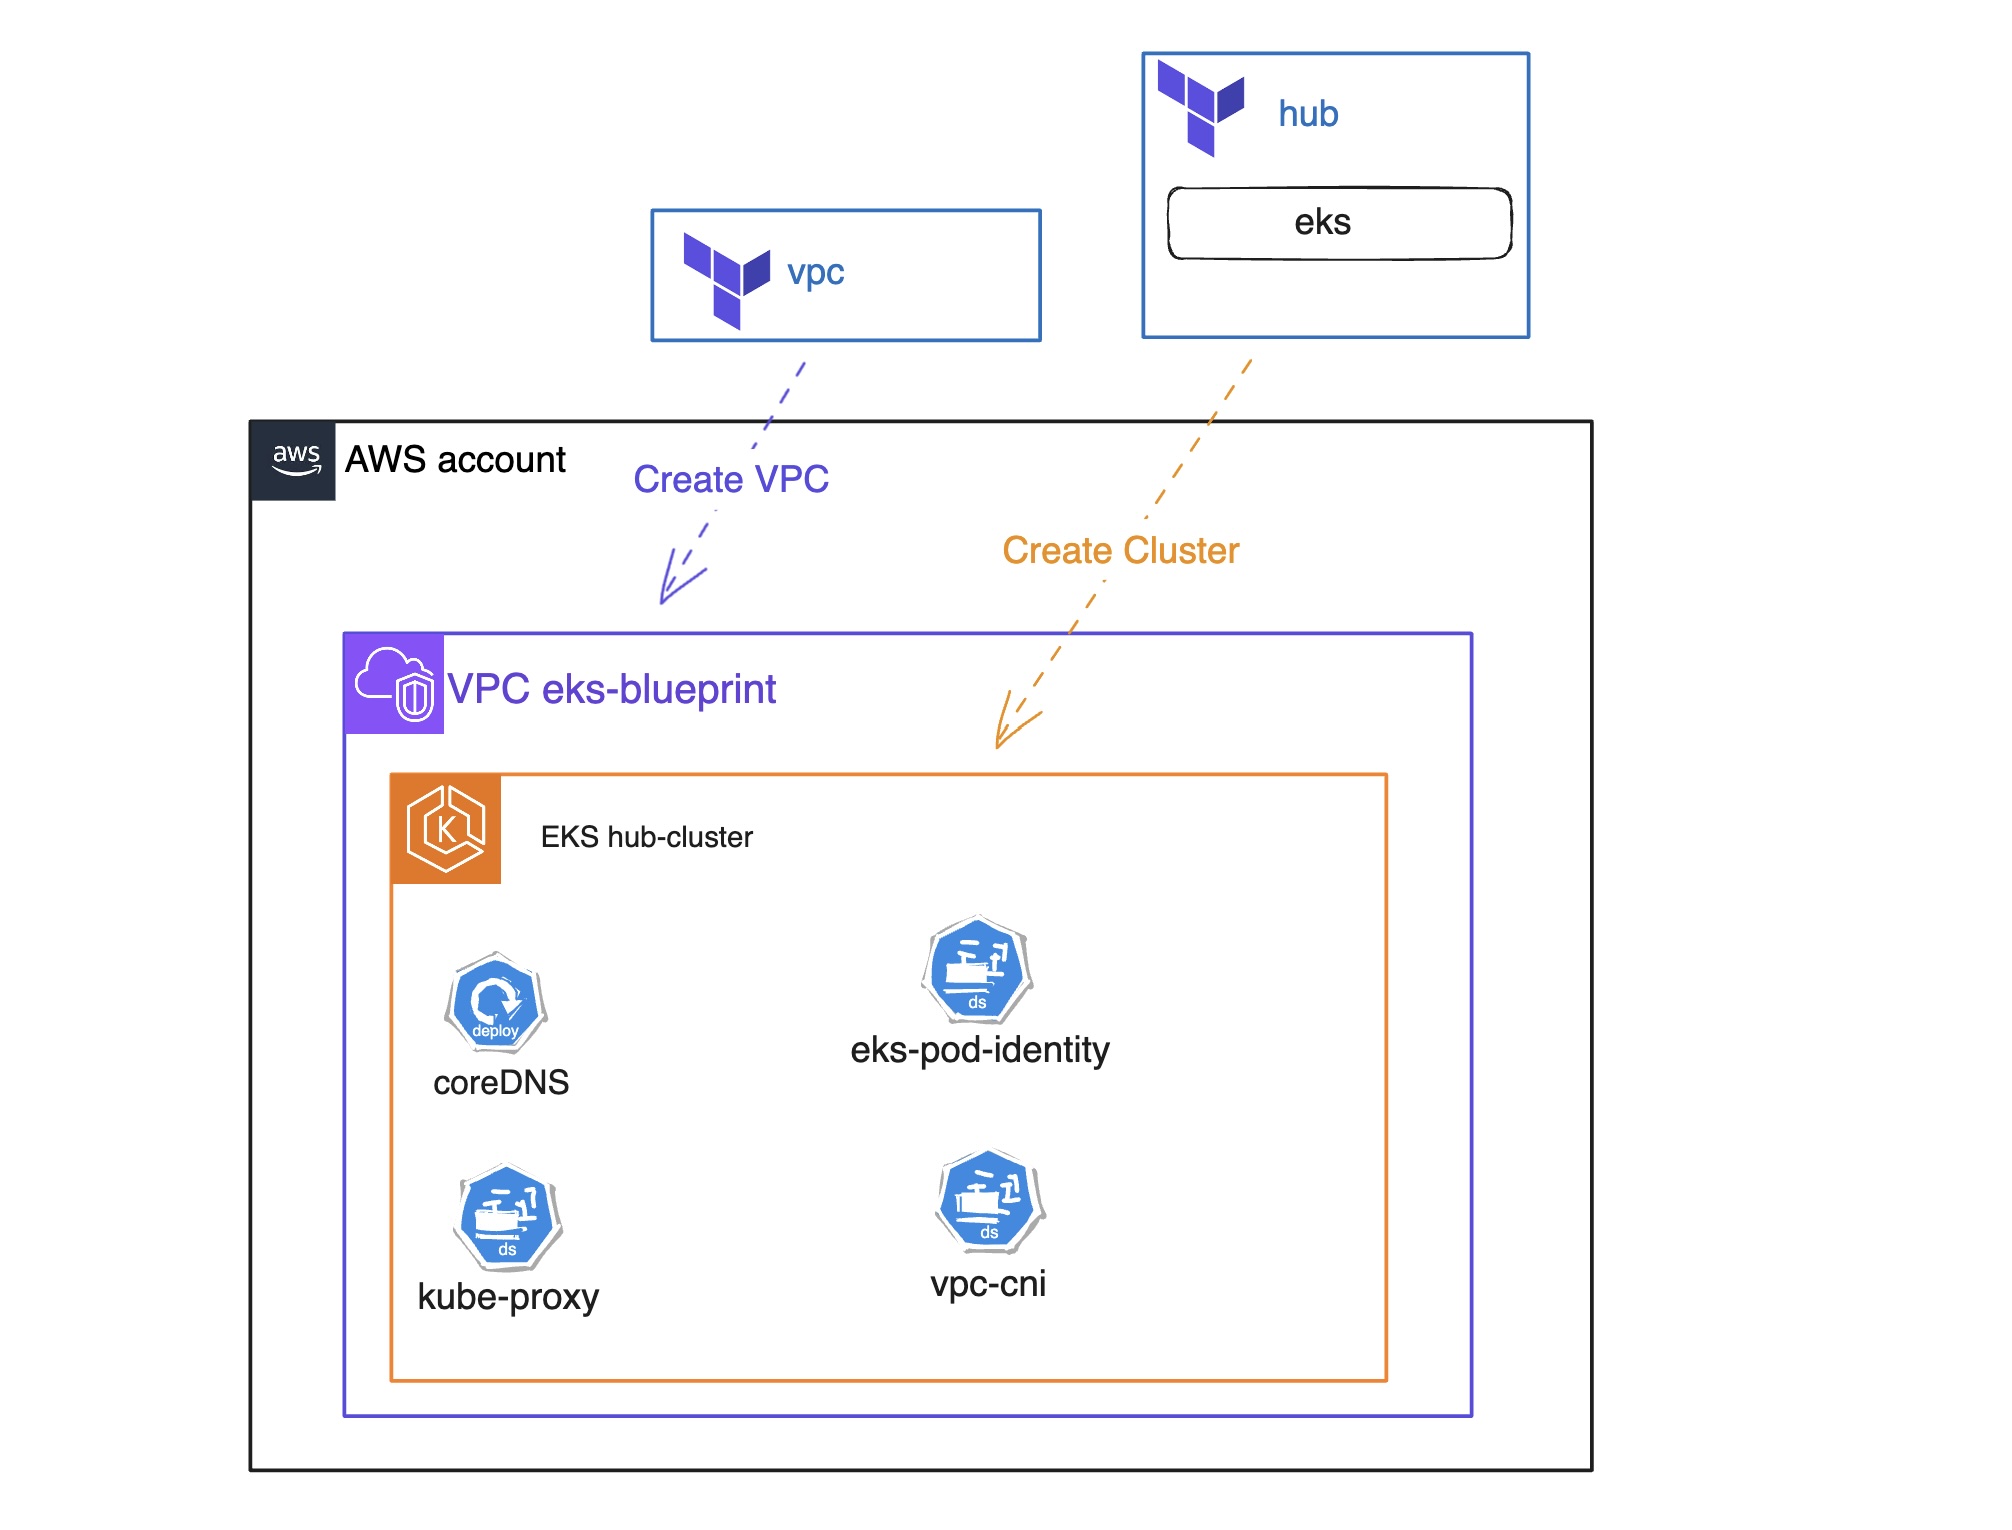 hub
eks
vpc
aws
AWS account
Create VPC
Create Cluster
VPC eks-blueprint
K
EKS hub-cluster
ds
eks-pod-identity
deploy
coreDNS
ds
vpc-cni
ds
kube-proxy